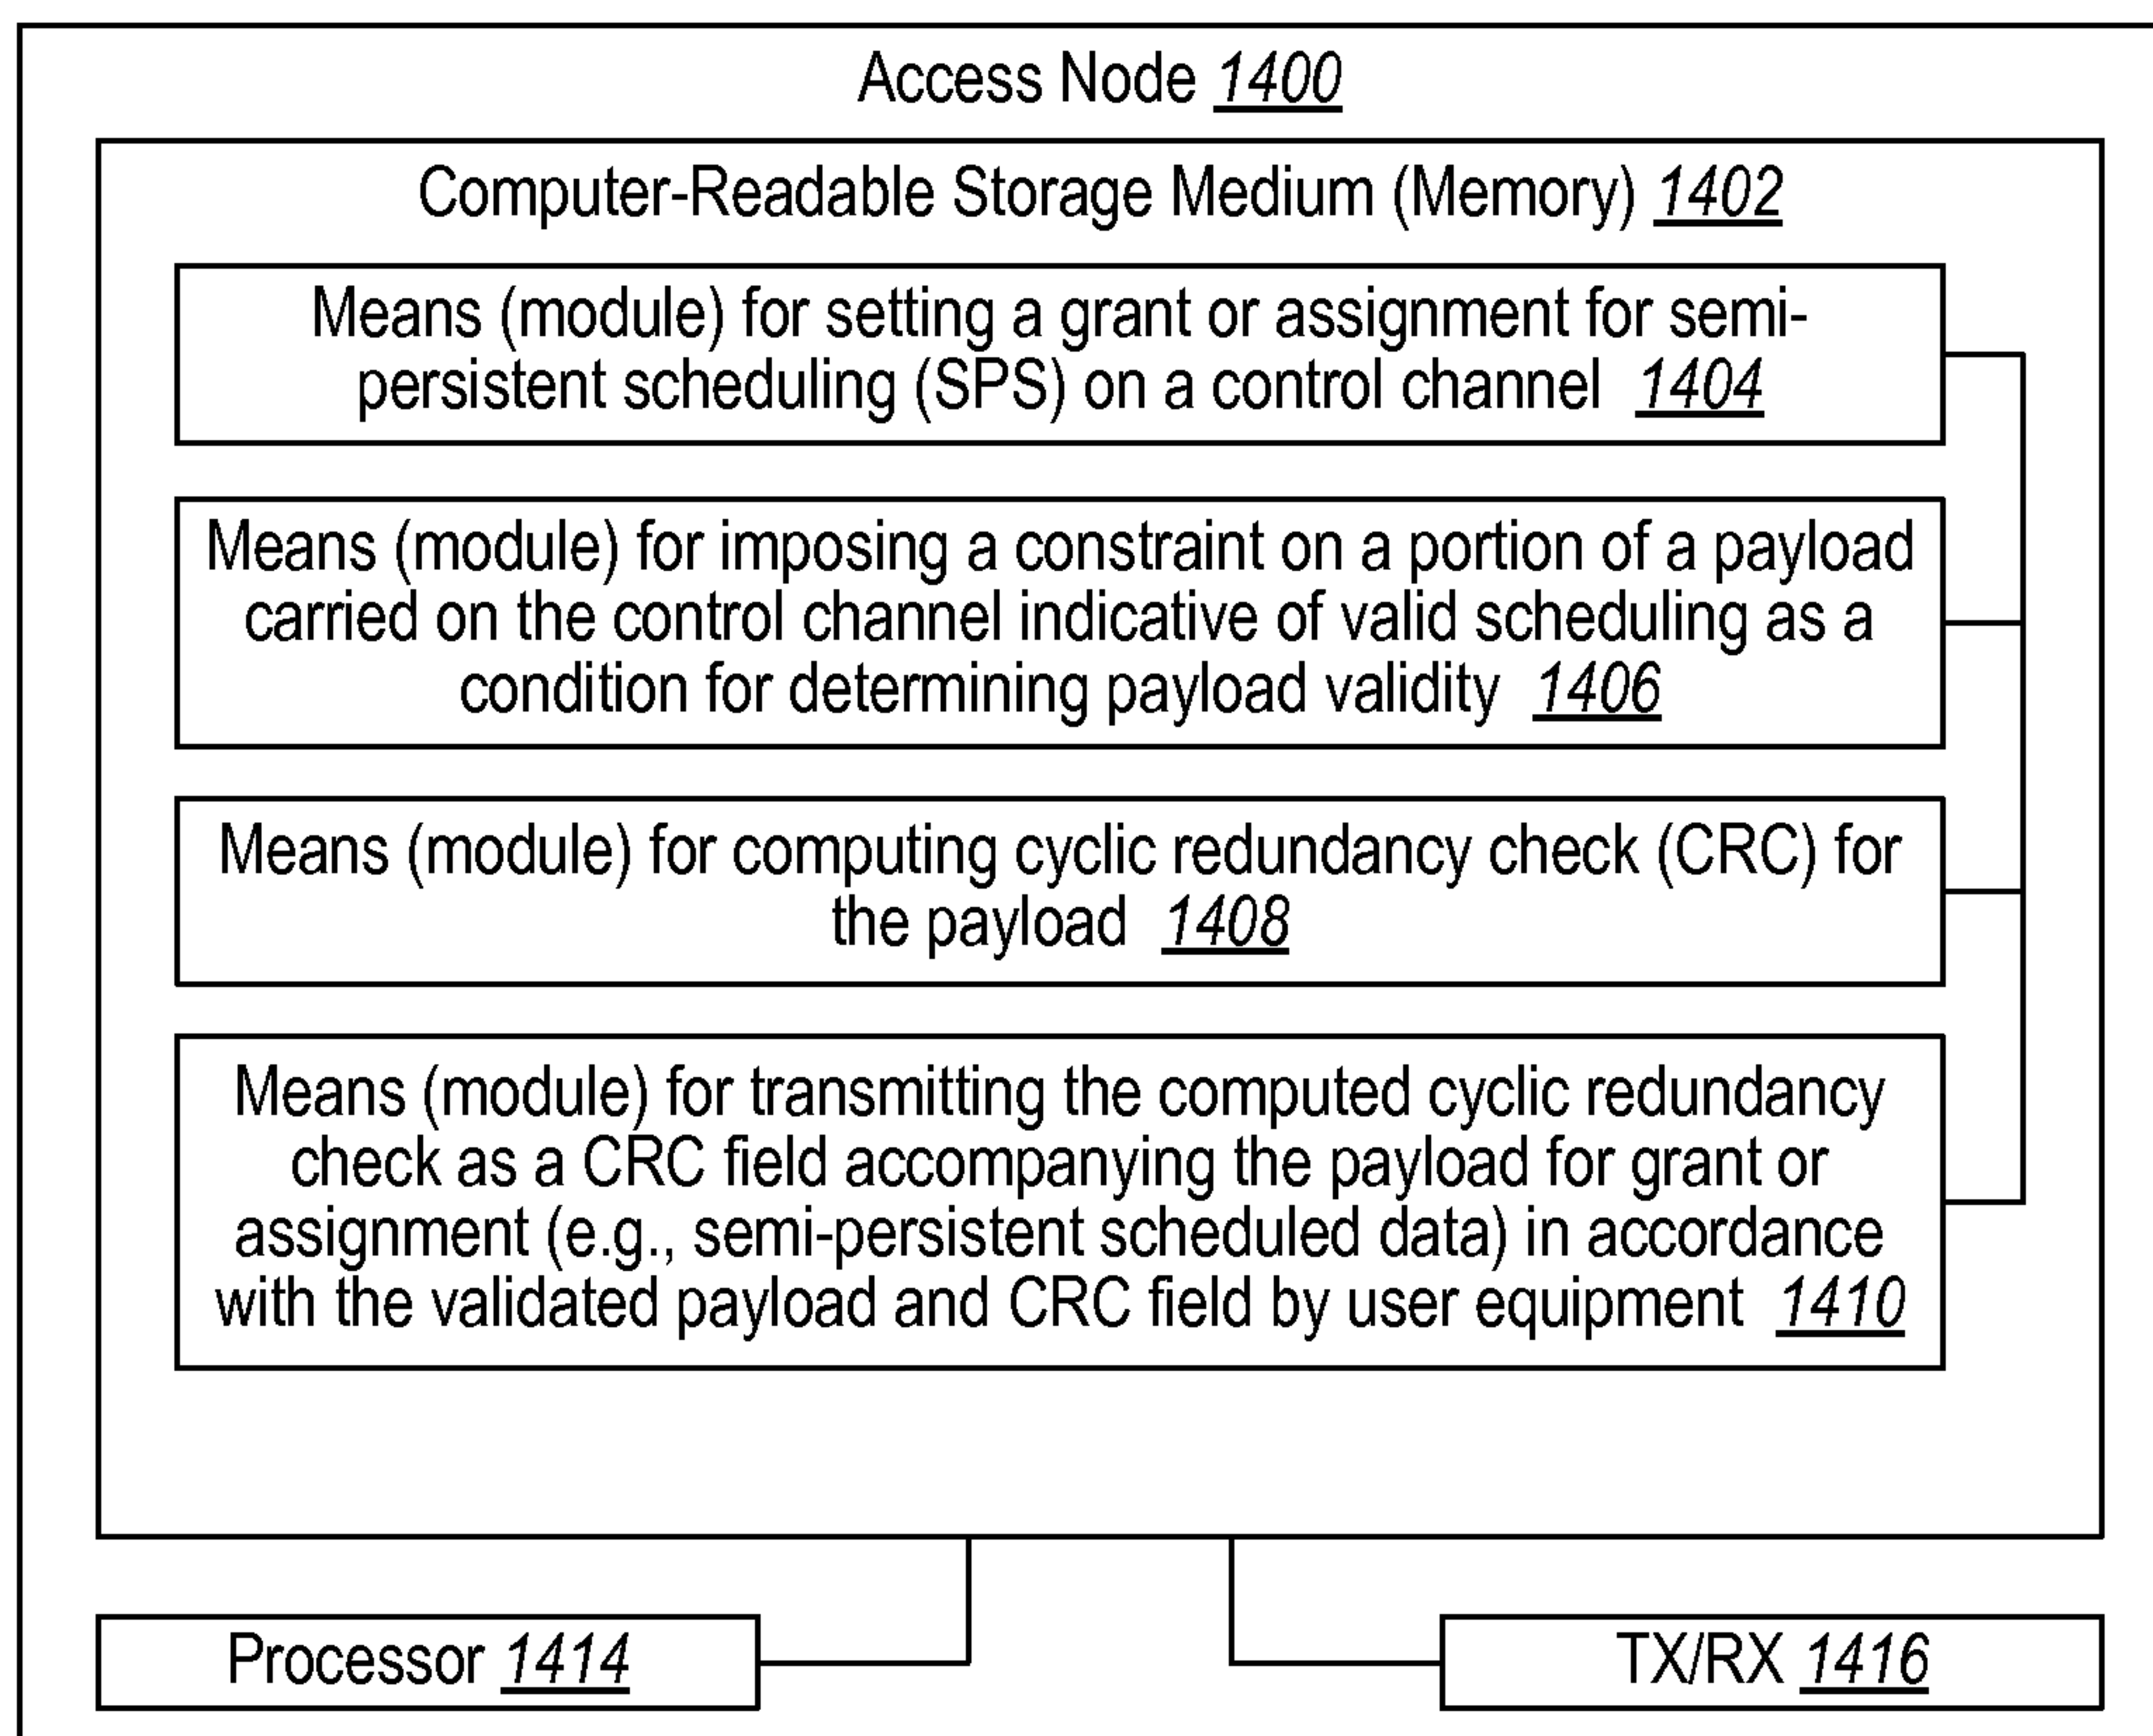 Access Node 1400
Computer-Readable Storage Medium (Memory) 1402
Means (module) for setting a grant or assignment for semi-
persistent scheduling (SPS) on a control channel 1404
Means (module) for imposing a constraint on a portion of a payload
carried on the control channel indicative of valid scheduling as a
condition for determining payload validity 1406
Means (module) for computing cyclic redundancy check (CRC) for
the payload 1408
Means (module) for transmitting the computed cyclic redundancy
check as a CRC field accompanying the payload for grant or
assignment (e.g., semi-persistent scheduled data) in accordance
with the validated payload and CRC field by user equipment 1410
Processor 1414
TX/RX 1416